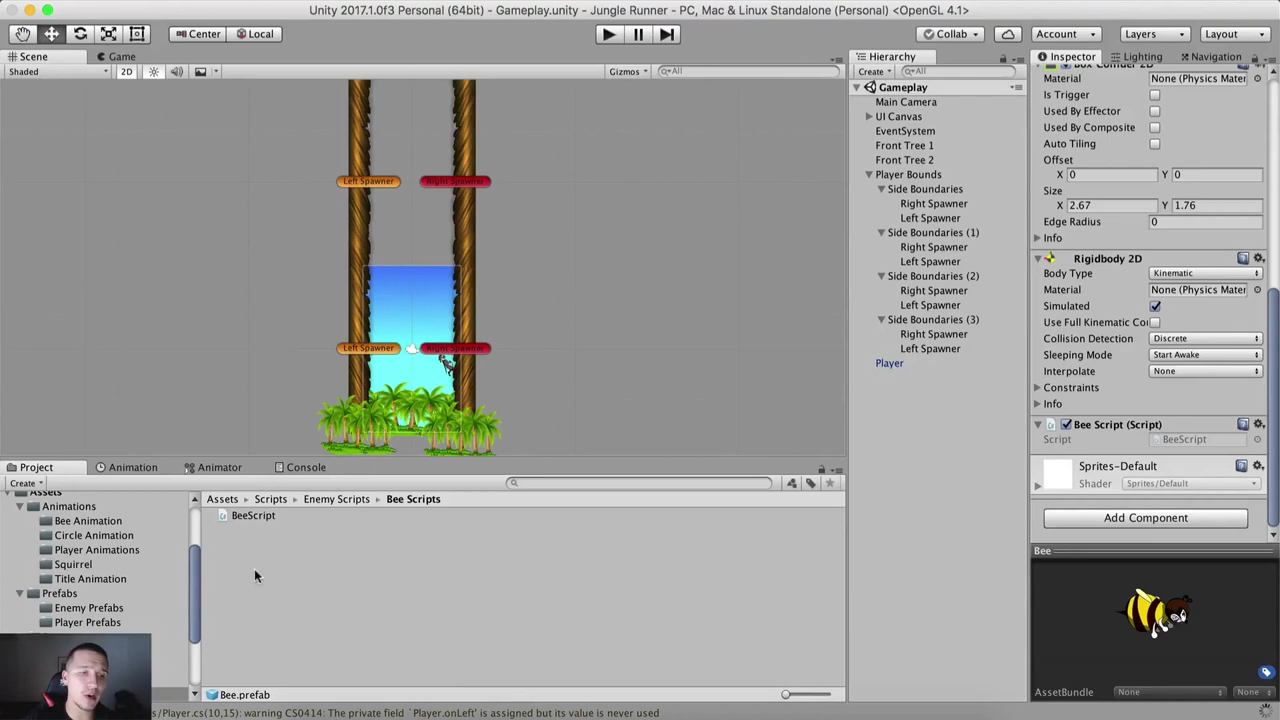 Unity 2017.1.0f3 Personal (64bit) - Gameplay.unity - Jungle Runner - PC, Mac & Linux Standalone (Personal) <OpenGL 4.1>
Center Local Collab Account Layers Layout
Scene Game
Shaded 2D Gizmos All
Left Spawner Right Spawner
Left Spawner Right Spawner
Hierarchy
Create All
Gameplay
Main Camera
UI Canvas
EventSystem
Front Tree 1
Front Tree 2
Player Bounds
Side Boundaries
Right Spawner
Left Spawner
Side Boundaries (1)
Right Spawner
Left Spawner
Side Boundaries (2)
Right Spawner
Left Spawner
Side Boundaries (3)
Right Spawner
Left Spawner
Player
Inspector Lighting Navigation
Box Collider 2D
Material None (Physics Mater
Is Trigger
Used By Effector
Used By Composite
Auto Tiling
Offset
X 0 Y 0
Size
X 2.67 Y 1.76
Edge Radius 0
Info
Rigidbody 2D
Body Type Kinematic
Material None (Physics Mater
Simulated
Use Full Kinematic Co
Collision Detection Discrete
Sleeping Mode Start Awake
Interpolate None
Constraints
Info
Bee Script (Script)
Script BeeScript
Sprites-Default
Shader Sprites/Default
Add Component
Bee
AssetBundle None None
Project Animation Animator Console
Create
Assets
Animations
Bee Animation
Circle Animation
Player Animations
Squirrel
Title Animation
Prefabs
Enemy Prefabs
Player Prefabs
Assets Scripts Enemy Scripts Bee Scripts
BeeScript
Bee.prefab
s/Player.cs(10,15): warning CS0414: The private field `Player.onLeft' is assigned but its value is never used